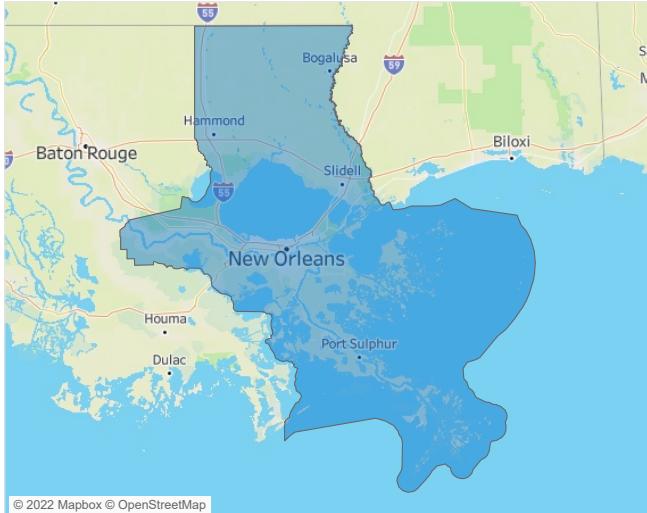 55
Bogalusa
59
S
M
Hammond
Biloxi
Baton Rouge
Slidell
55
New Orleans
Houma
Port Sulphur
Dulac
© 2022 Mapbox © OpenStreetMap